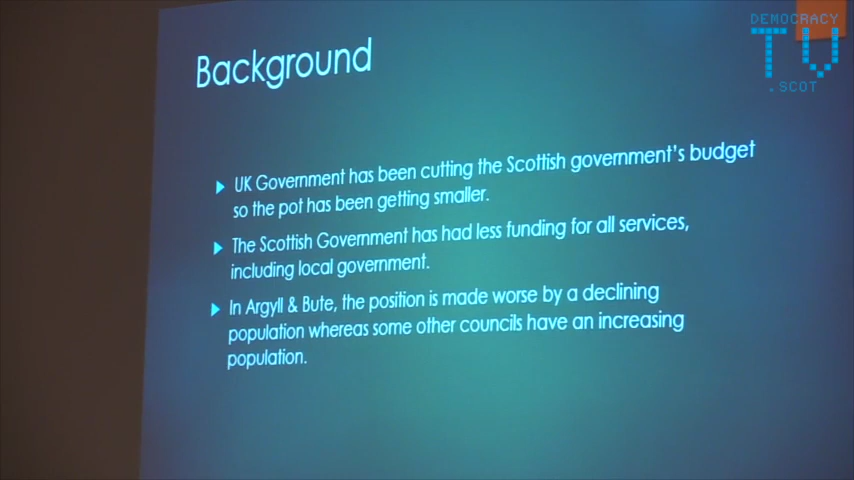 DEMOCRACY
TV
.SCOT
Background
UK Government has been cutting the Scottish government's budget
so the pot has been getting smaller.
The Scottish Government has had less funding for all services,
including local government.
In Argyll & Bute, the position is made worse by a declining
population whereas some other councils have an increasing
population.